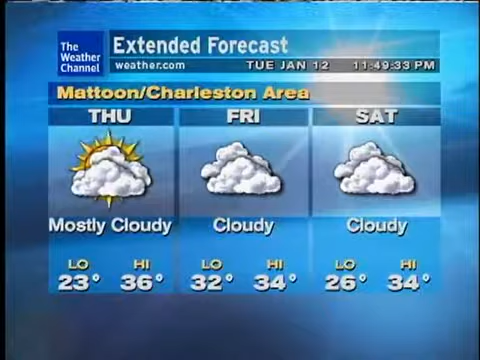 The Weather Channel
Extended Forecast
weather.com TUE JAN 12 11:49:33 PM
Mattoon/Charleston Area
THU FRI SAT
Mostly Cloudy Cloudy Cloudy
LO HI LO HI LO HI
23° 36° 32° 34° 26° 34°